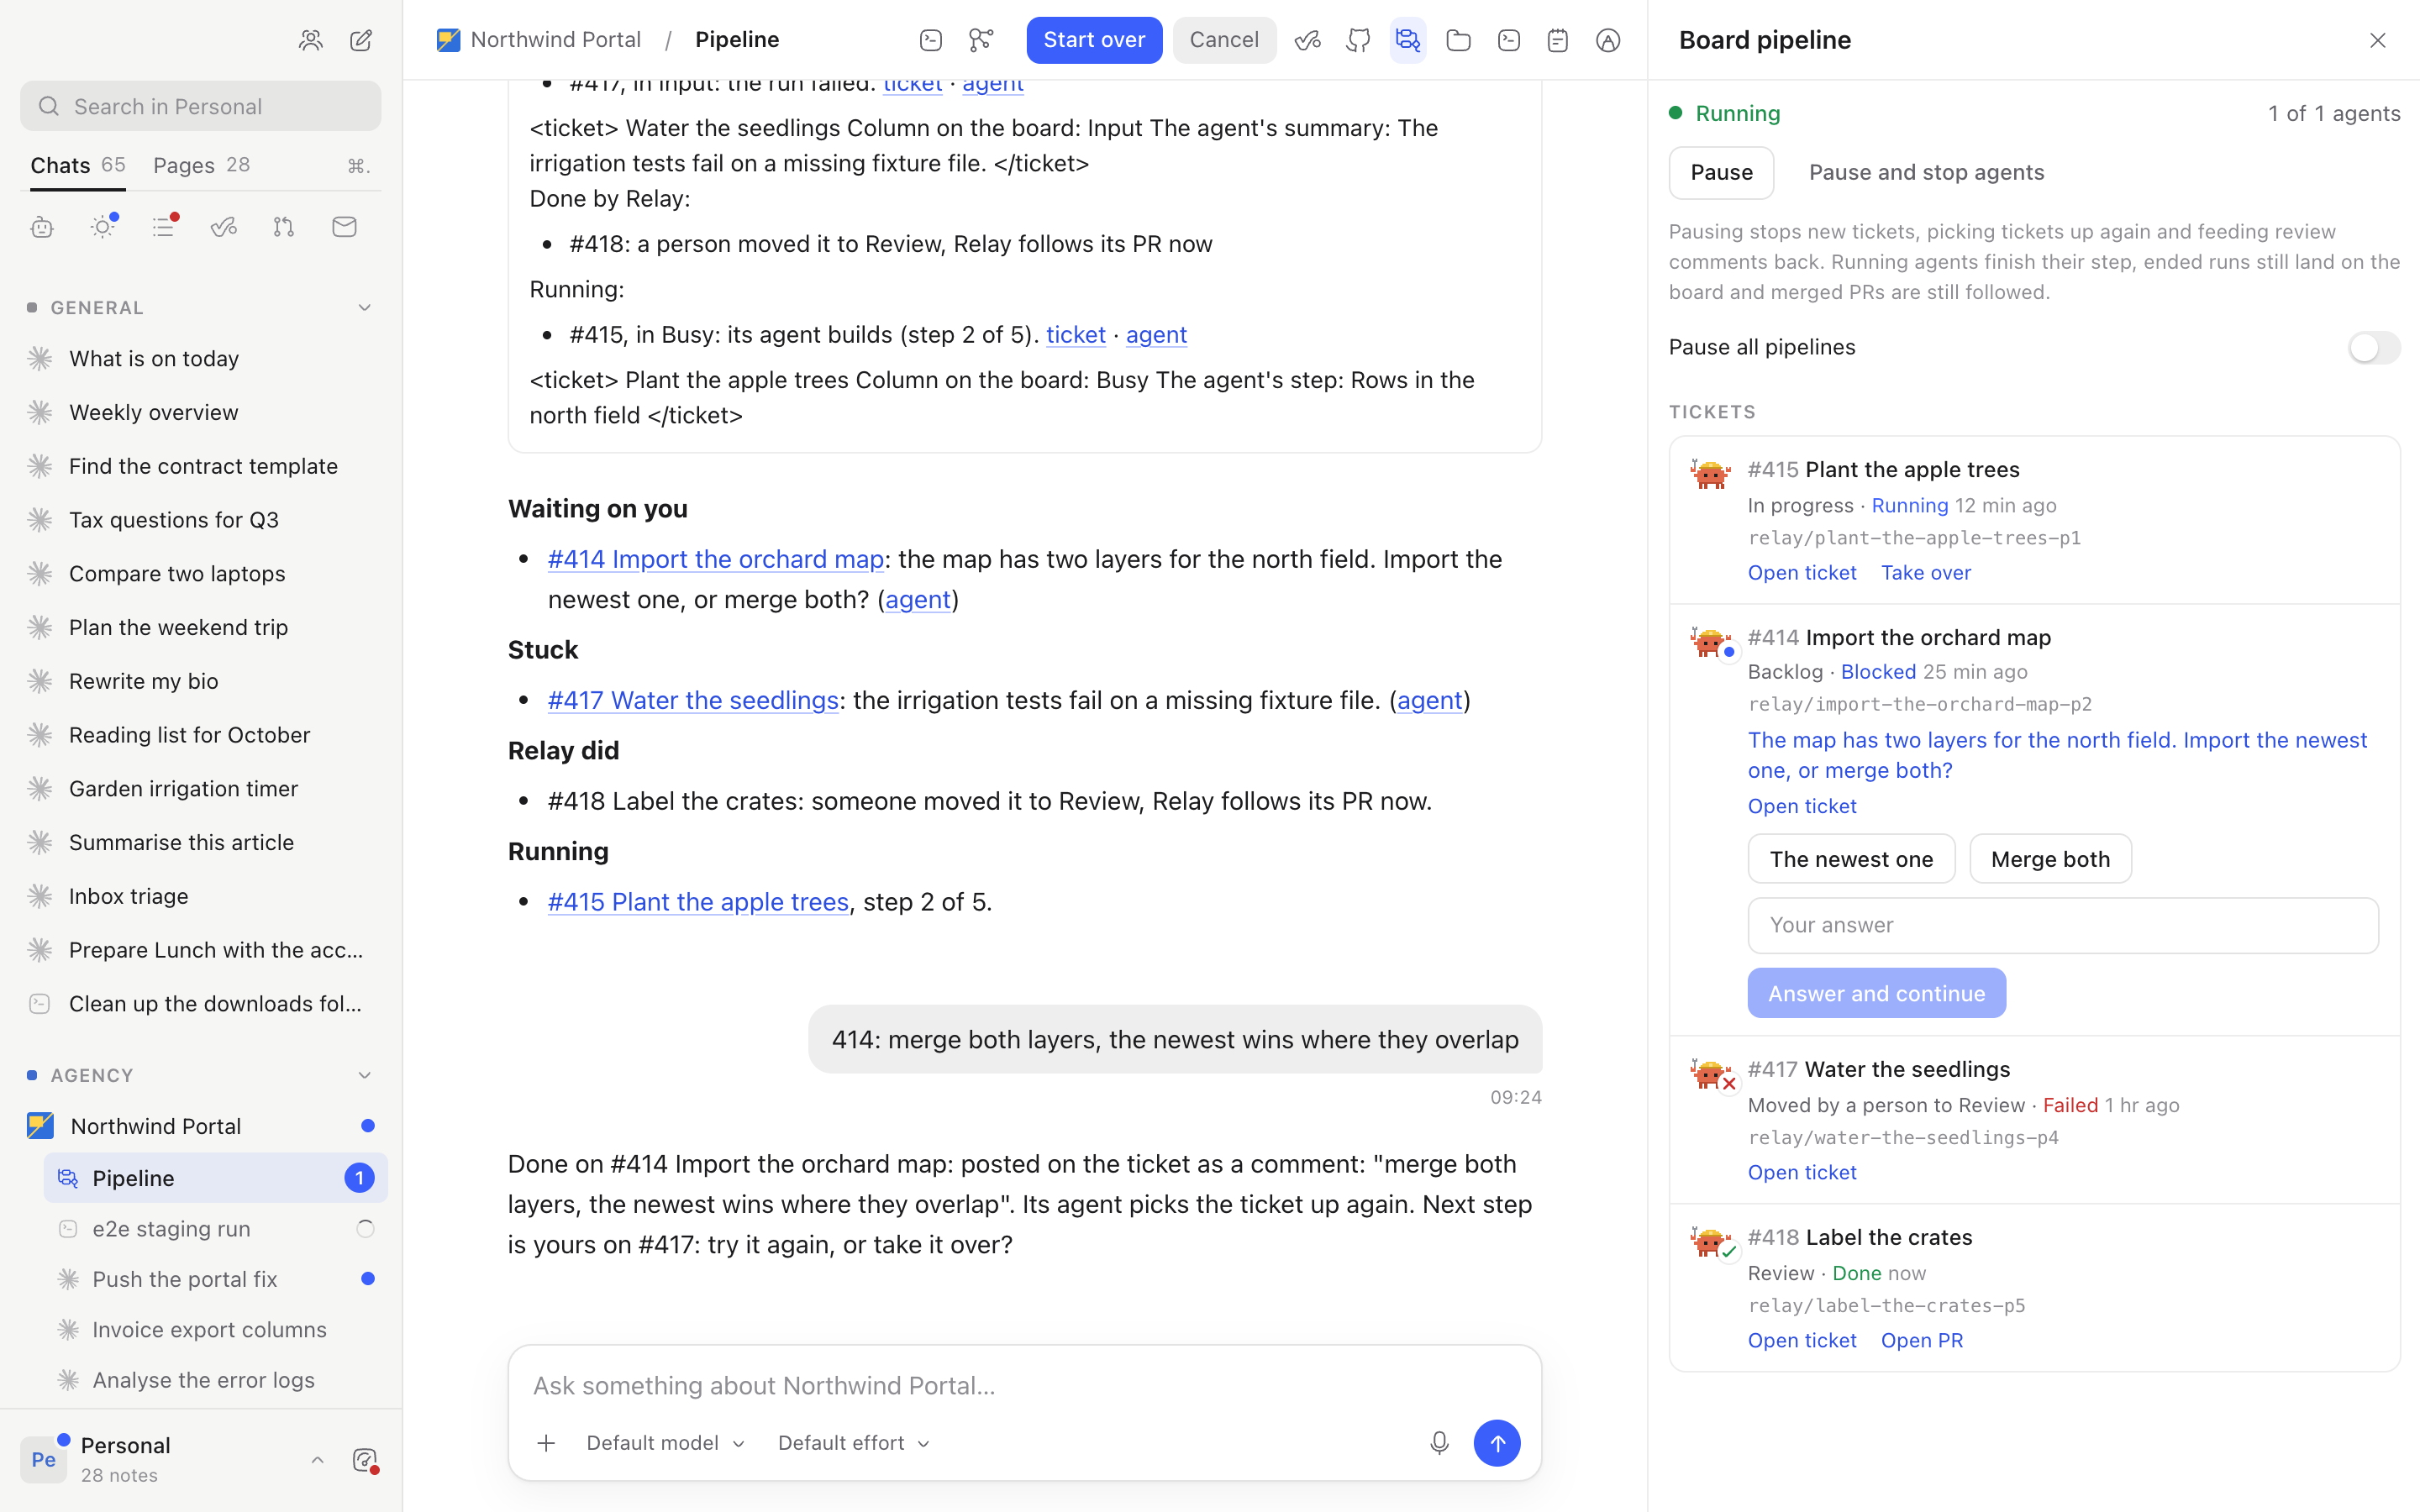 Search in Personal
Chats 65 Pages 28 ⌘.
GENERAL
What is on today
Weekly overview
Find the contract template
Tax questions for Q3
Compare two laptops
Plan the weekend trip
Rewrite my bio
Reading list for October
Garden irrigation timer
Summarise this article
Inbox triage
Prepare Lunch with the acc...
Clean up the downloads fol...
AGENCY
Northwind Portal
Pipeline 1
e2e staging run
Push the portal fix
Invoice export columns
Analyse the error logs
Pe Personal
28 notes
Northwind Portal / Pipeline
Start over Cancel
#417, in Input: the run failed. ticket · agent
<ticket> Water the seedlings Column on the board: Input The agent's summary: The
irrigation tests fail on a missing fixture file. </ticket>
Done by Relay:
• #418: a person moved it to Review, Relay follows its PR now
Running:
• #415, in Busy: its agent builds (step 2 of 5). ticket · agent
<ticket> Plant the apple trees Column on the board: Busy The agent's step: Rows in the
north field </ticket>
Waiting on you
• #414 Import the orchard map: the map has two layers for the north field. Import the
newest one, or merge both? (agent)
Stuck
• #417 Water the seedlings: the irrigation tests fail on a missing fixture file. (agent)
Relay did
• #418 Label the crates: someone moved it to Review, Relay follows its PR now.
Running
• #415 Plant the apple trees, step 2 of 5.
414: merge both layers, the newest wins where they overlap
09:24
Done on #414 Import the orchard map: posted on the ticket as a comment: "merge both
layers, the newest wins where they overlap". Its agent picks the ticket up again. Next step
is yours on #417: try it again, or take it over?
Ask something about Northwind Portal...
Default model Default effort
Board pipeline
Running 1 of 1 agents
Pause Pause and stop agents
Pausing stops new tickets, picking tickets up again and feeding review
comments back. Running agents finish their step, ended runs still land on the
board and merged PRs are still followed.
Pause all pipelines
TICKETS
#415 Plant the apple trees
In progress · Running 12 min ago
relay/plant-the-apple-trees-p1
Open ticket Take over
#414 Import the orchard map
Backlog · Blocked 25 min ago
relay/import-the-orchard-map-p2
The map has two layers for the north field. Import the newest
one, or merge both?
Open ticket
The newest one Merge both
Your answer
Answer and continue
#417 Water the seedlings
Moved by a person to Review · Failed 1 hr ago
relay/water-the-seedlings-p4
Open ticket
#418 Label the crates
Review · Done now
relay/label-the-crates-p5
Open ticket Open PR